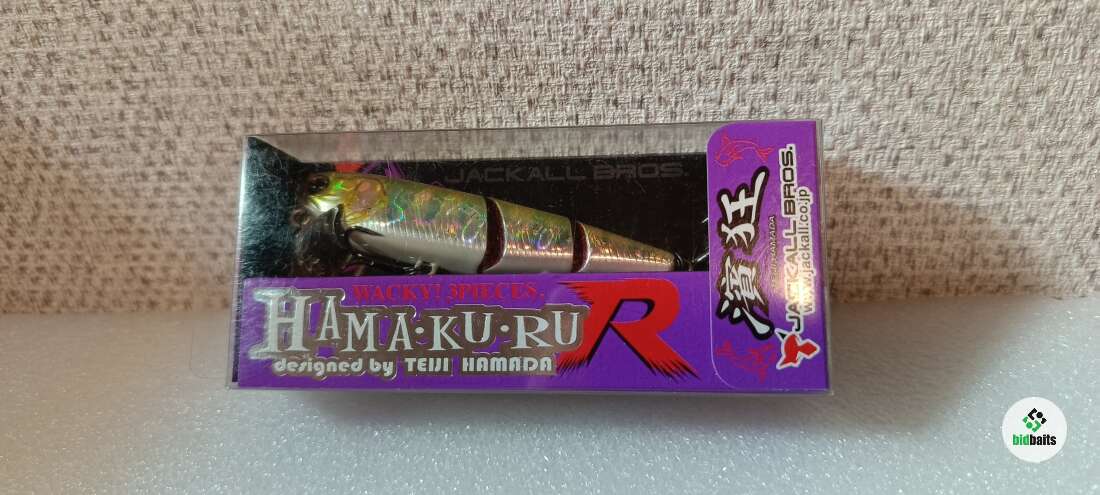 JACKALL BROS.
WACKY! 3PIECES.
HAMA·KU·RU R
designed by TEIJI HAMADA
濱狂
JACKALL BROS.
www.jackall.co.jp
bidbaits